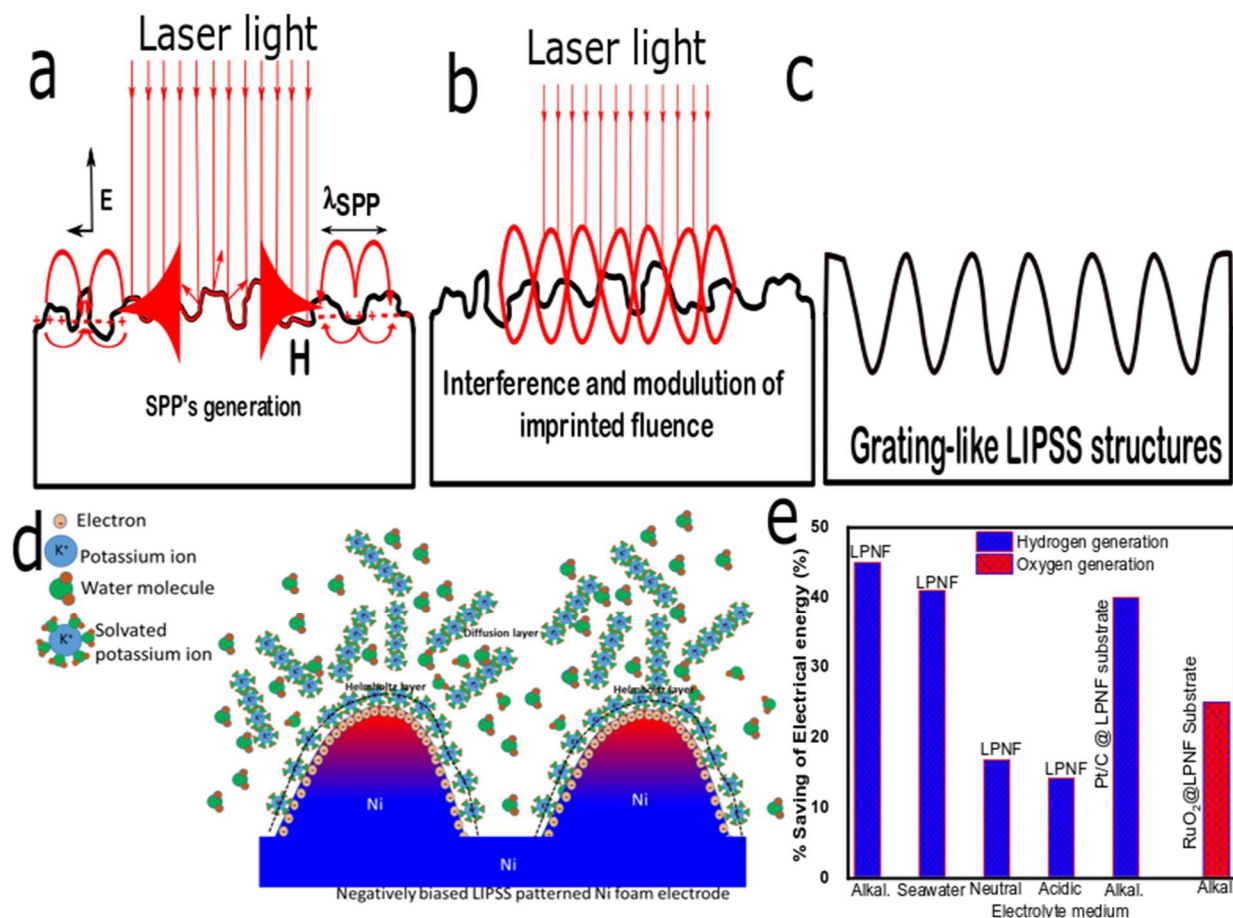 a
Laser light
E
λSPP
+ + +
+
+ + +
+
H
SPP's generation
b
Laser light
Interference and modulution of
imprinted fluence
c
Grating-like LIPSS structures
d
- Electron
K+ Potassium ion
Water molecule
K+ Solvated
potassium ion
Diffusion layer
Helmholtz layer
Helmholtz layer
Ni
Ni
Ni
Negatively biased LIPSS patterned Ni foam electrode
e
% Saving of Electrical energy (%)
50
40
30
20
10
0
Hydrogen generation
Oxygen generation
LPNF
LPNF
LPNF
LPNF
Pt/C @ LPNF substrate
RuO₂@LPNF Substrate
Alkal. Seawater Neutral Acidic Alkal. Alkal
Electrolyte medium